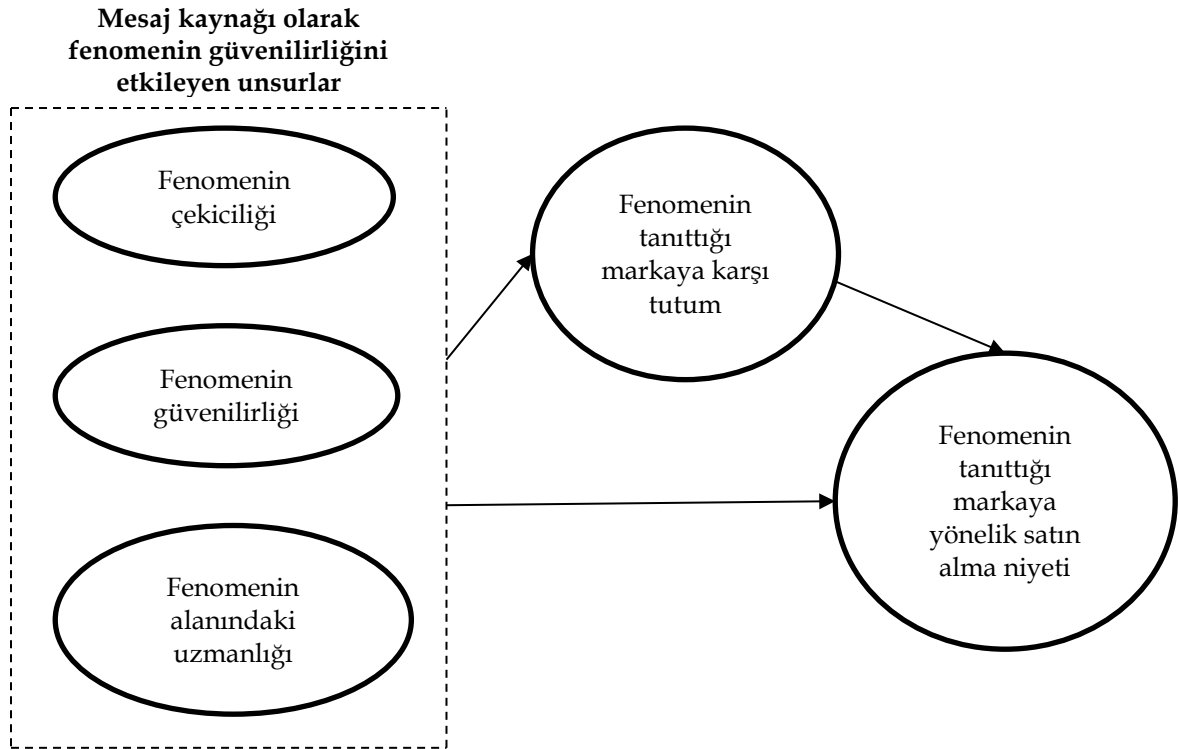 Mesaj kaynağı olarak
fenomenin güvenilirliğini
etkileyen unsurlar
Fenomenin
çekiciliği
Fenomenin
güvenilirliği
Fenomenin
alanındaki
uzmanlığı
Fenomenin
tanıttığı
markaya karşı
tutum
Fenomenin
tanıttığı
markaya
yönelik satın
alma niyeti